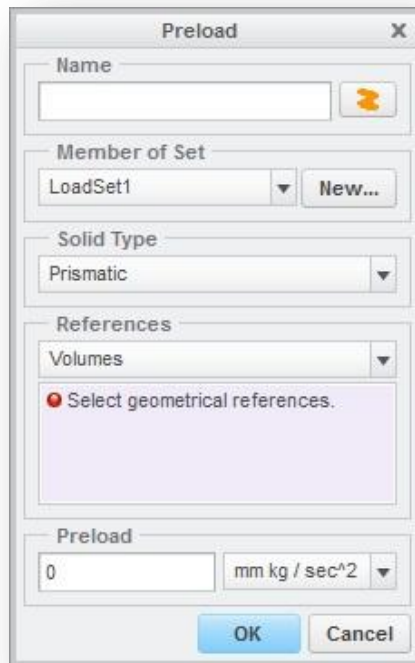 Preload
Name
Member of Set
LoadSet1
New...
Solid Type
Prismatic
References
Volumes
Select geometrical references.
Preload
0
mm kg / sec^2
OK
Cancel